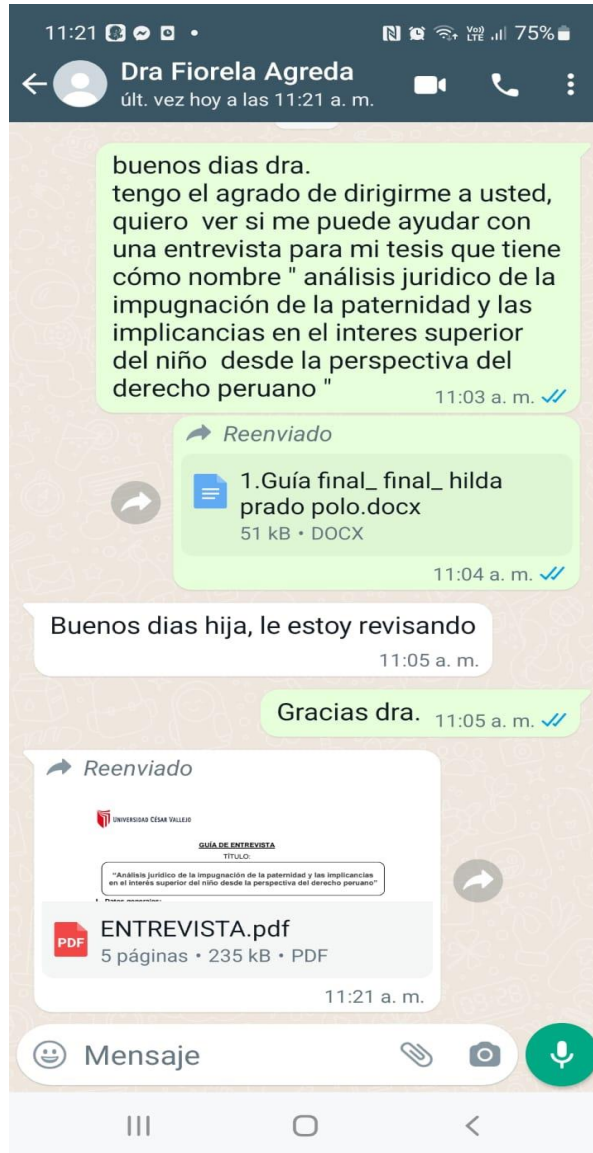 11:21
Vo))
LTE 75%
Dra Fiorela Agreda
últ. vez hoy a las 11:21 a. m.
buenos dias dra.
tengo el agrado de dirigirme a usted,
quiero ver si me puede ayudar con
una entrevista para mi tesis que tiene
cómo nombre " análisis juridico de la
impugnación de la paternidad y las
implicancias en el interes superior
del niño desde la perspectiva del
derecho peruano "
11:03 a. m.
Reenviado
1.Guía final_ final_ hilda
prado polo.docx
51 kB • DOCX
11:04 a. m.
Buenos dias hija, le estoy revisando
11:05 a. m.
Gracias dra.
11:05 a. m.
Reenviado
UNIVERSIDAD CÉSAR VALLEJO
GUÍA DE ENTREVISTA
TÍTULO:
"Análisis jurídico de la impugnación de la paternidad y las implicancias
en el interés superior del niño desde la perspectiva del derecho peruano"
PDF
ENTREVISTA.pdf
5 páginas • 235 kB • PDF
11:21 a. m.
Mensaje